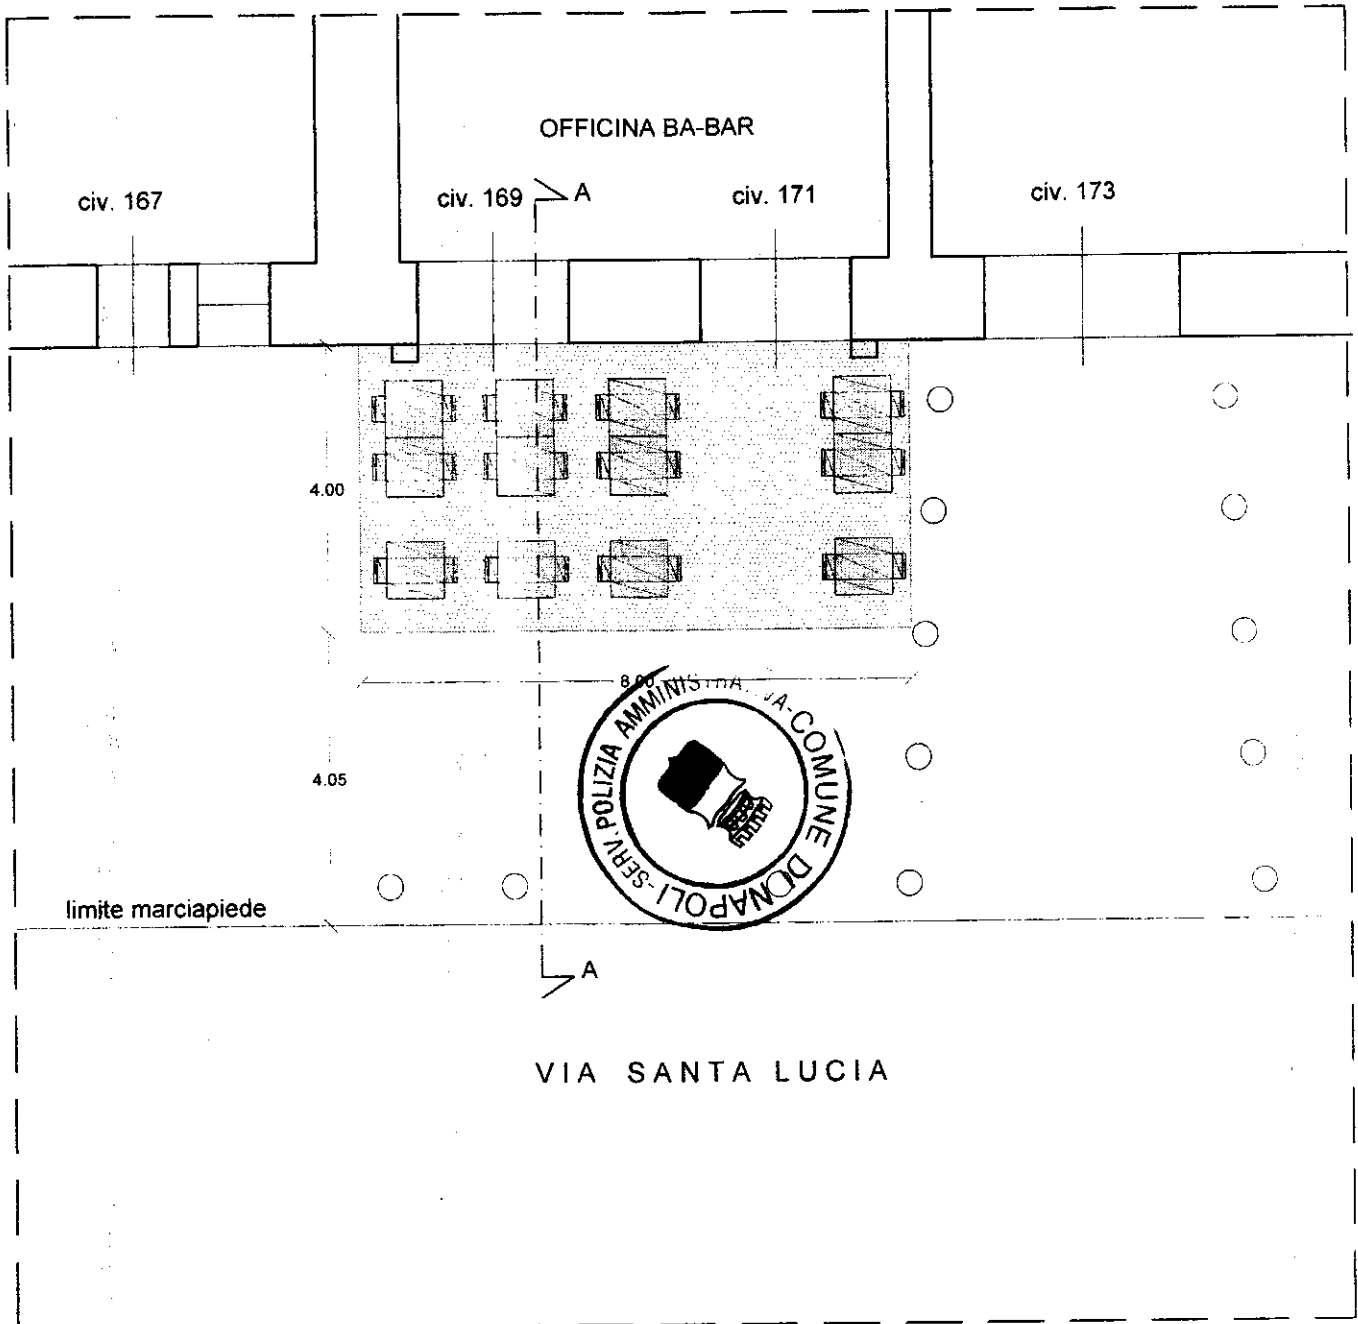 OFFICINA BA-BAR
civ. 167
civ. 169
A
civ. 171
civ. 173
4.00
8.00
4.05
SERV. POLIZIA AMMINISTRATIVA-COMUNE DI NAPOLI-
limite marciapiede
A
VIA SANTA LUCIA